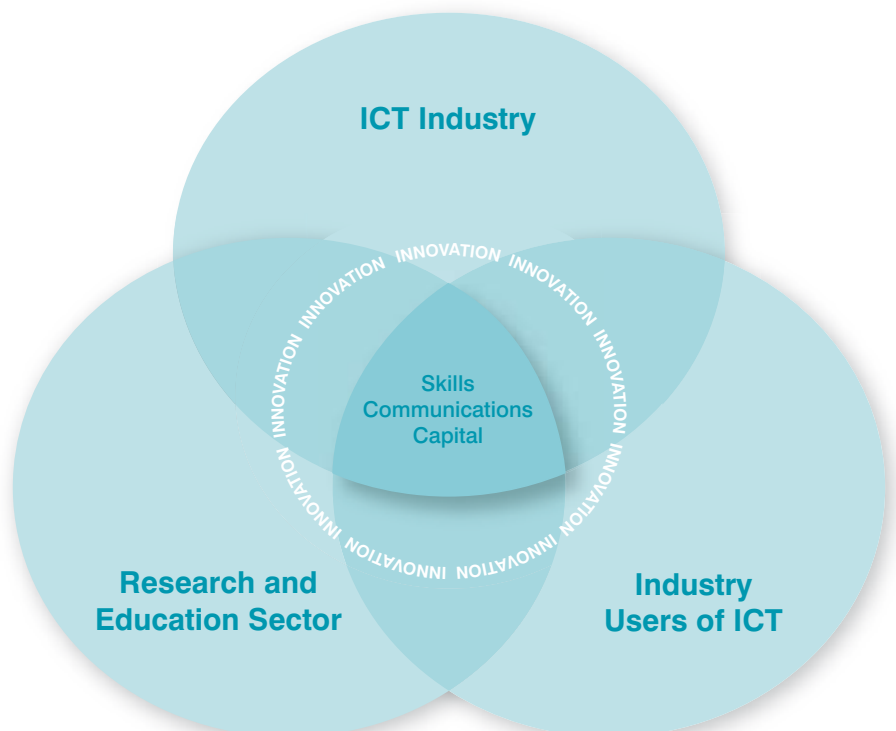 ICT Industry
INNOVATION INNOVATION INNOVATION INNOVATION INNOVATION INNOVATION INNOVATION INNOVATION INNOVATION
Skills
Communications
Capital
Research and
Education Sector
Industry
Users of ICT